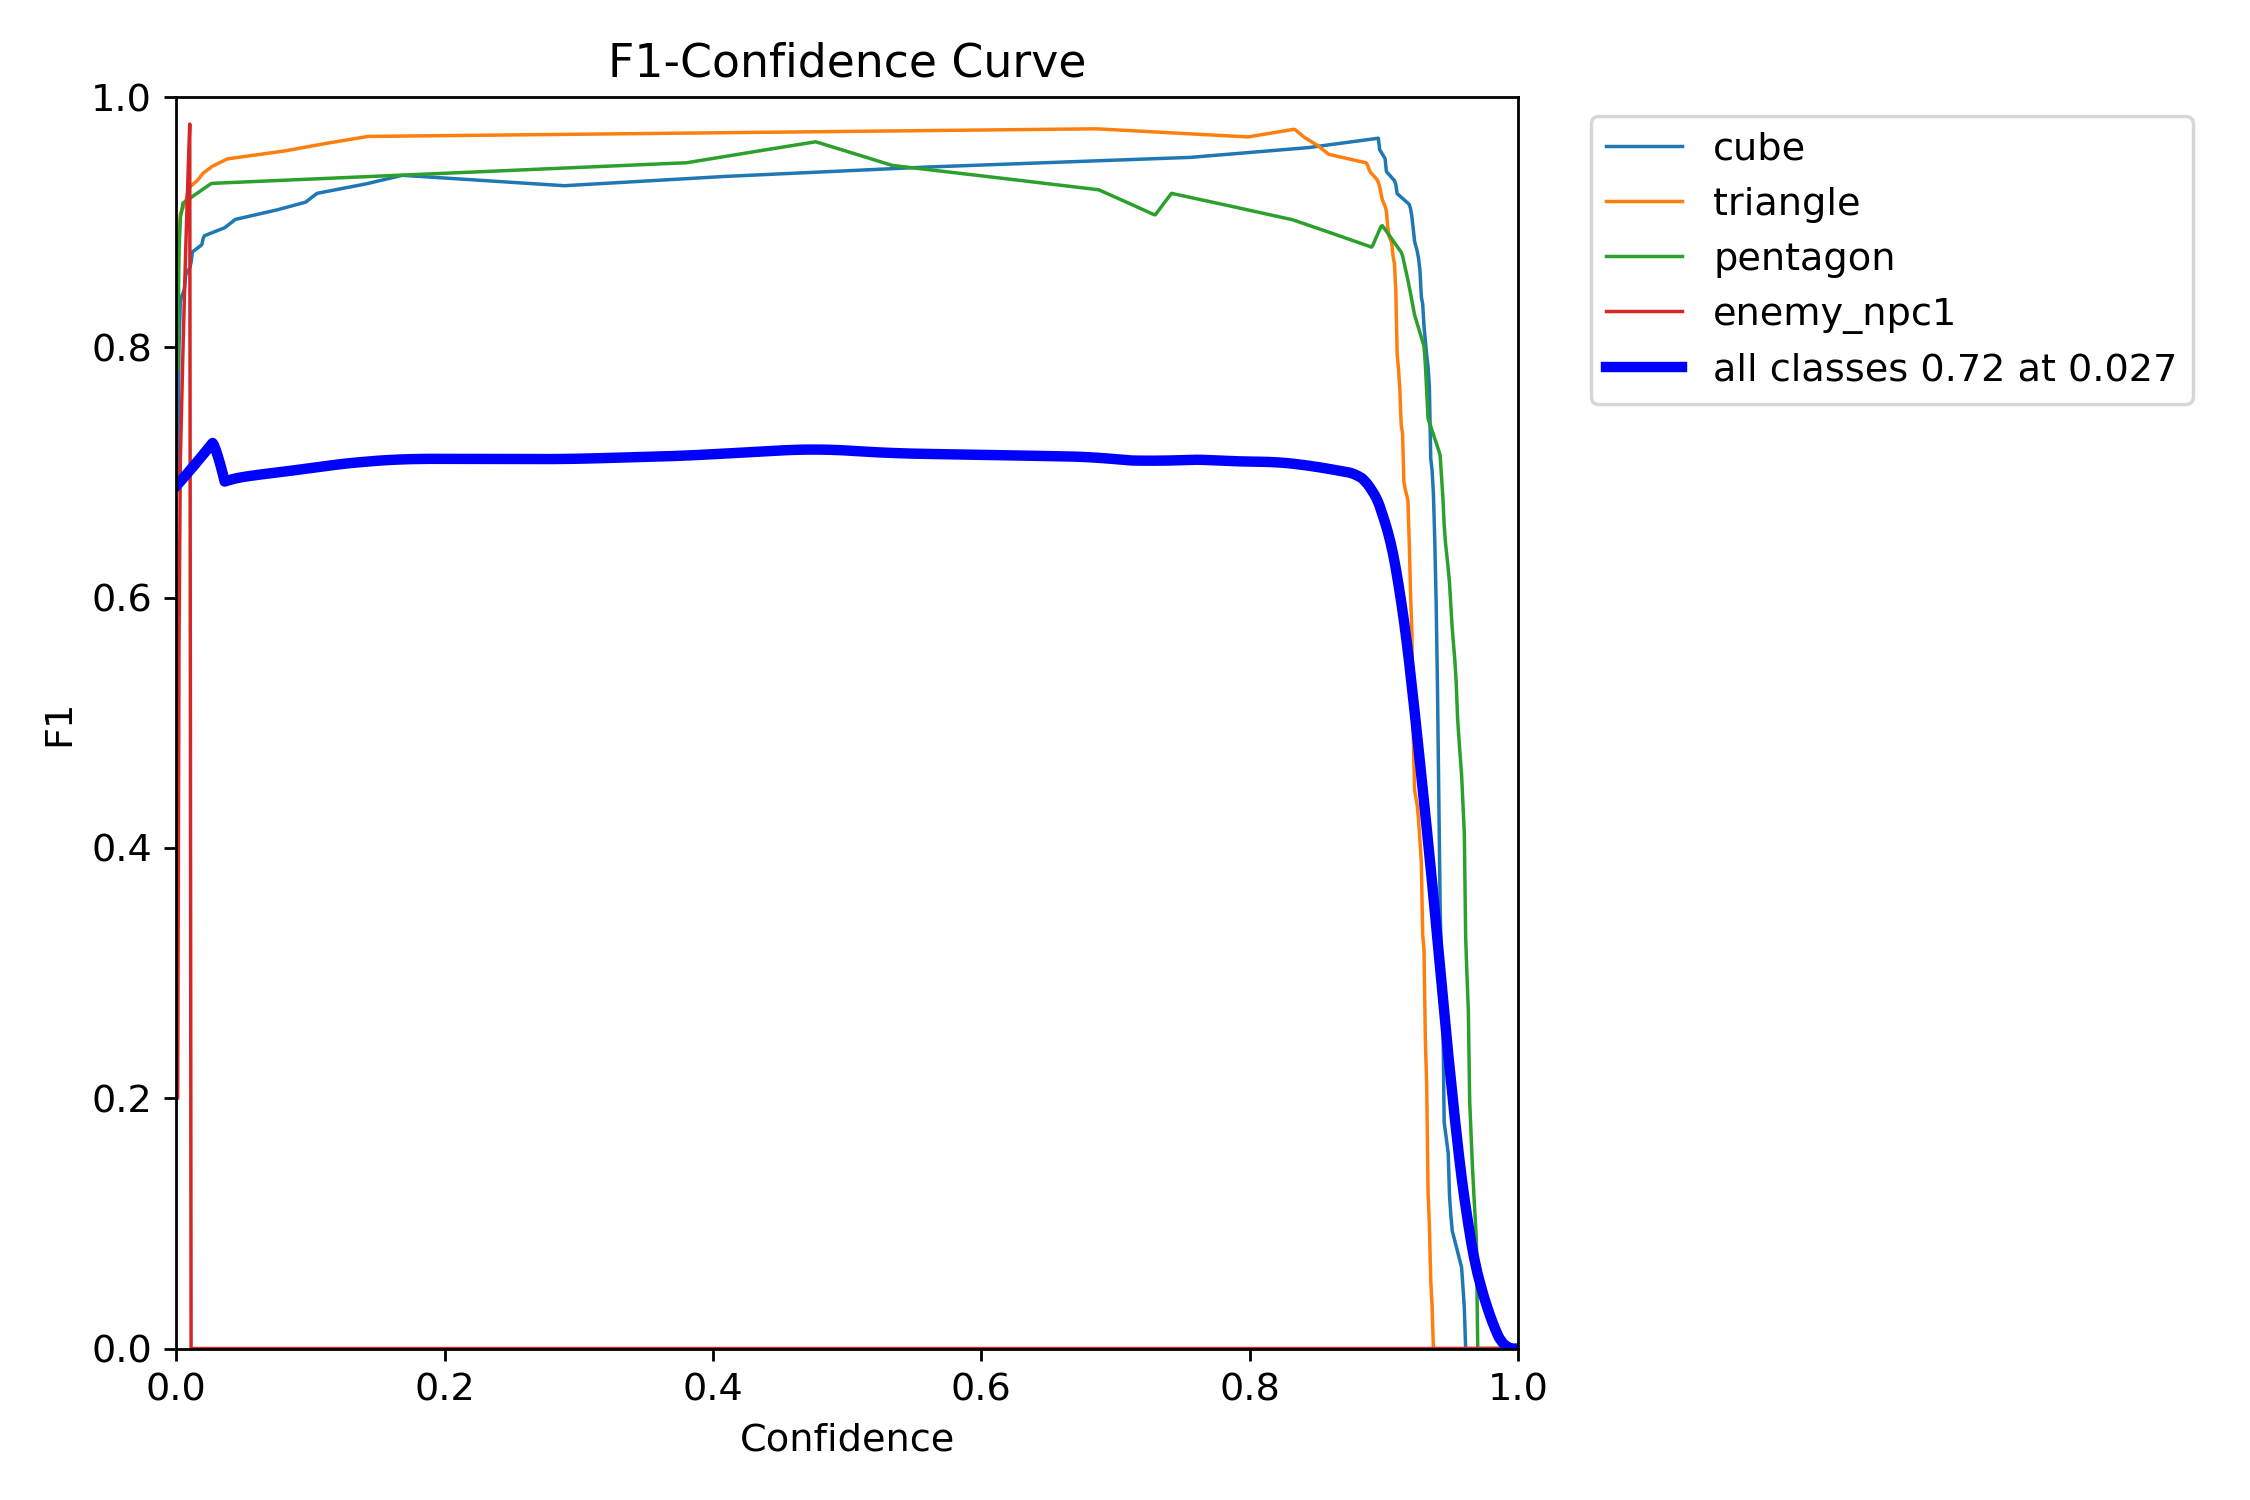 F1-Confidence Curve
1.0
0.8
0.6
0.4
0.2
0.0
F1
0.0 0.2 0.4 0.6 0.8 1.0
Confidence
cube
triangle
pentagon
enemy_npc1
all classes 0.72 at 0.027